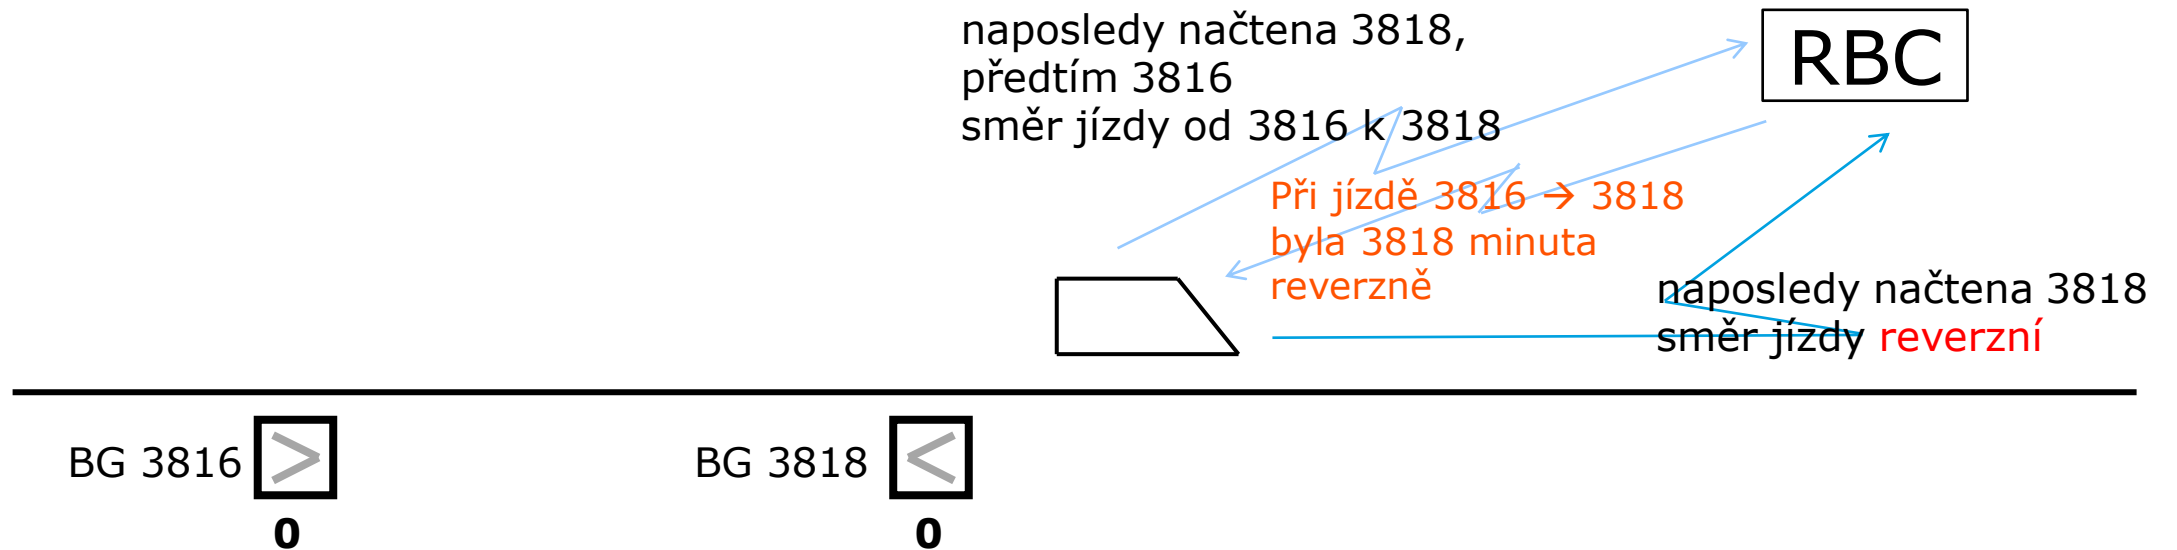 naposledy načtena 3818,
předtím 3816
směr jízdy od 3816 k 3818
RBC
Při jízdě 3816 → 3818
byla 3818 minuta
reverzně
naposledy načtena 3818
směr jízdy reverzní
BG 3816
BG 3818
0
0